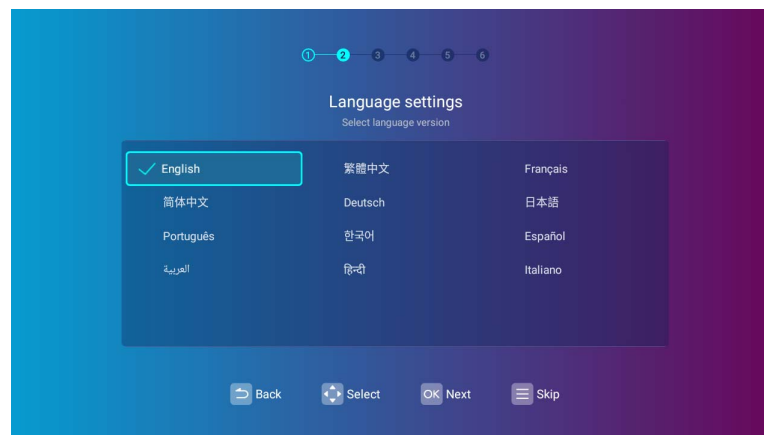 1 2 3 4 5 6
Language settings
Select language version
English 繁體中文 Français
简体中文 Deutsch 日本語
Português 한국어 Español
العربية हिन्दी Italiano
Back Select OK Next Skip